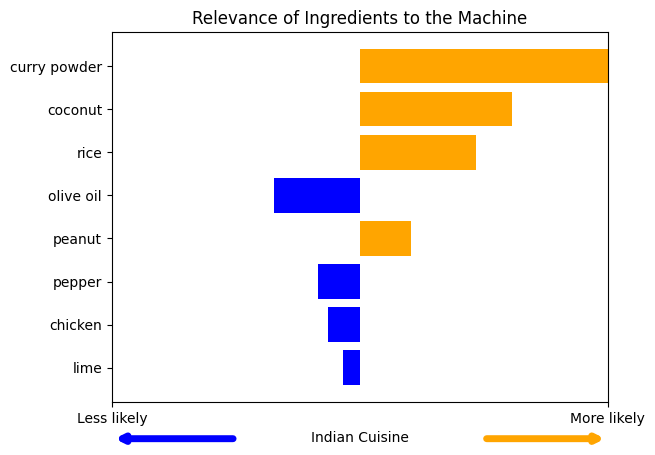 Relevance of Ingredients to the Machine
curry powder
coconut
rice
olive oil
peanut
pepper
chicken
lime
Less likely
More likely
Indian Cuisine